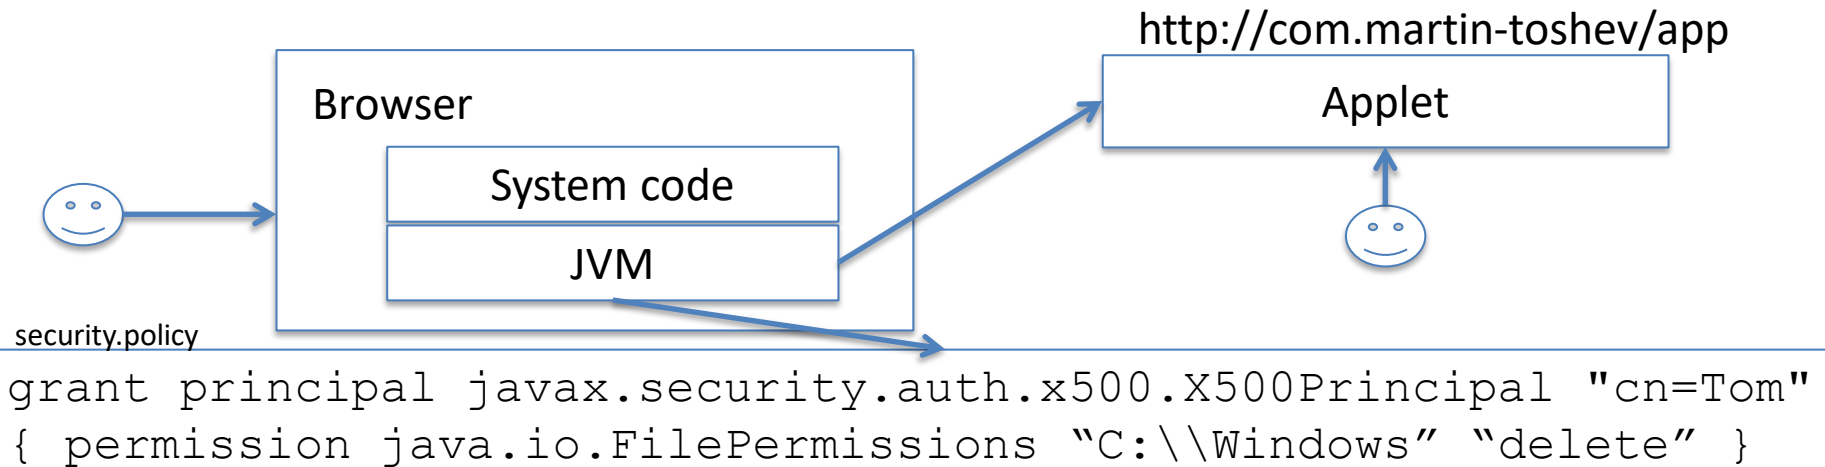 http://com.martin-toshev/app
Browser
Applet
System code
JVM
security.policy
grant principal javax.security.auth.x500.X500Principal "cn=Tom"
{ permission java.io.FilePermissions “C:\\Windows” “delete” }